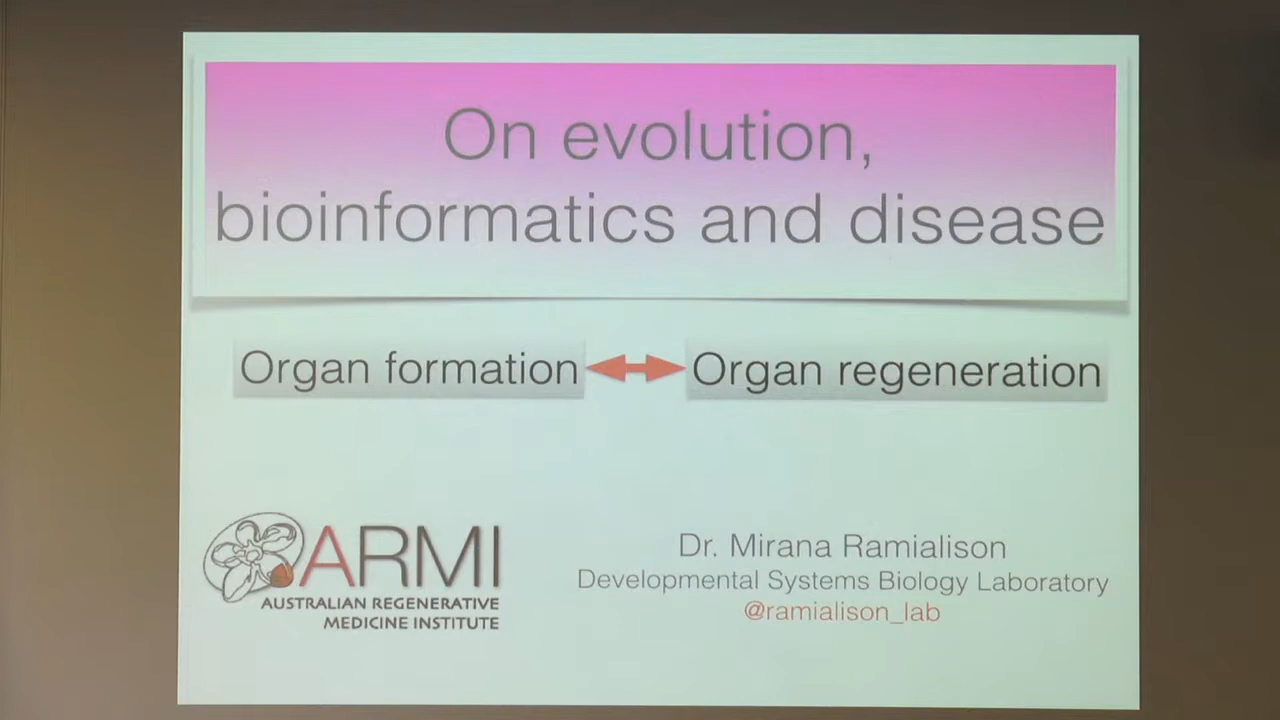 On evolution,
bioinformatics and disease
Organ formation
Organ regeneration
ARMI
AUSTRALIAN REGENERATIVE
MEDICINE INSTITUTE
Dr. Mirana Ramialison
Developmental Systems Biology Laboratory
@ramialison_lab